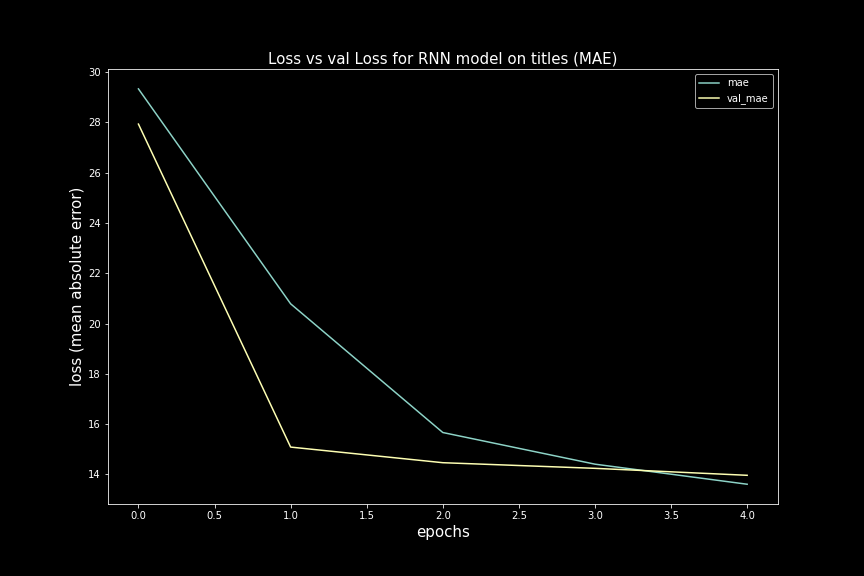 Loss vs val Loss for RNN model on titles (MAE)
mae
val_mae
loss (mean absolute error)
30
28
26
24
22
20
18
16
14
0.0 0.5 1.0 1.5 2.0 2.5 3.0 3.5 4.0
epochs